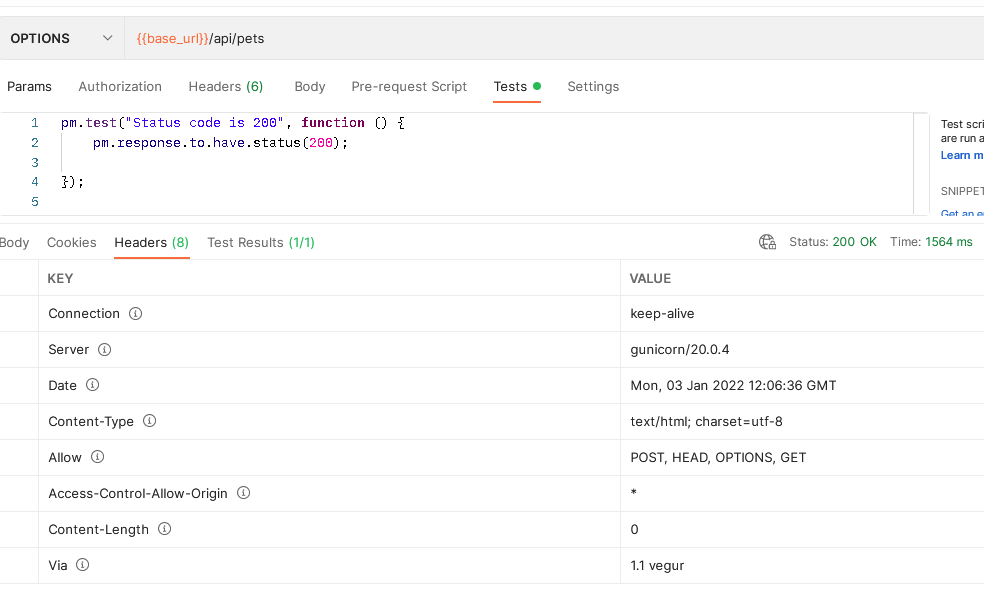 OPTIONS {{base_url}}/api/pets
Params Authorization Headers (6) Body Pre-request Script Tests Settings
1 pm.test("Status code is 200", function () {
2 pm.response.to.have.status(200);
3
4 });
5
Test scri
are run a
Learn m
SNIPPET
Get an e
Body Cookies Headers (8) Test Results (1/1) Status: 200 OK Time: 1564 ms
KEY VALUE
Connection keep-alive
Server gunicorn/20.0.4
Date Mon, 03 Jan 2022 12:06:36 GMT
Content-Type text/html; charset=utf-8
Allow POST, HEAD, OPTIONS, GET
Access-Control-Allow-Origin *
Content-Length 0
Via 1.1 vegur